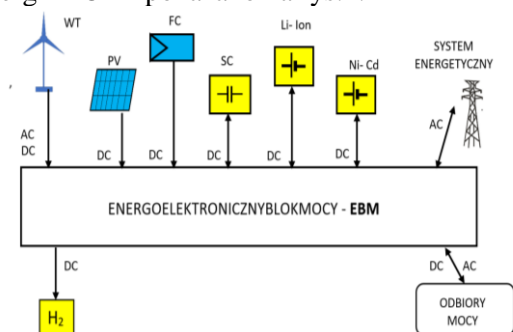 WT
FC
Li- Ion
SYSTEM
ENERGETYCZNY
PV
SC
Ni- Cd
,
AC
DC
DC
DC
DC
DC
DC
AC
ENERGOELEKTRONICZNYBLOKMOCY - EBM
DC
DC
AC
H₂
ODBIORY
MOCY